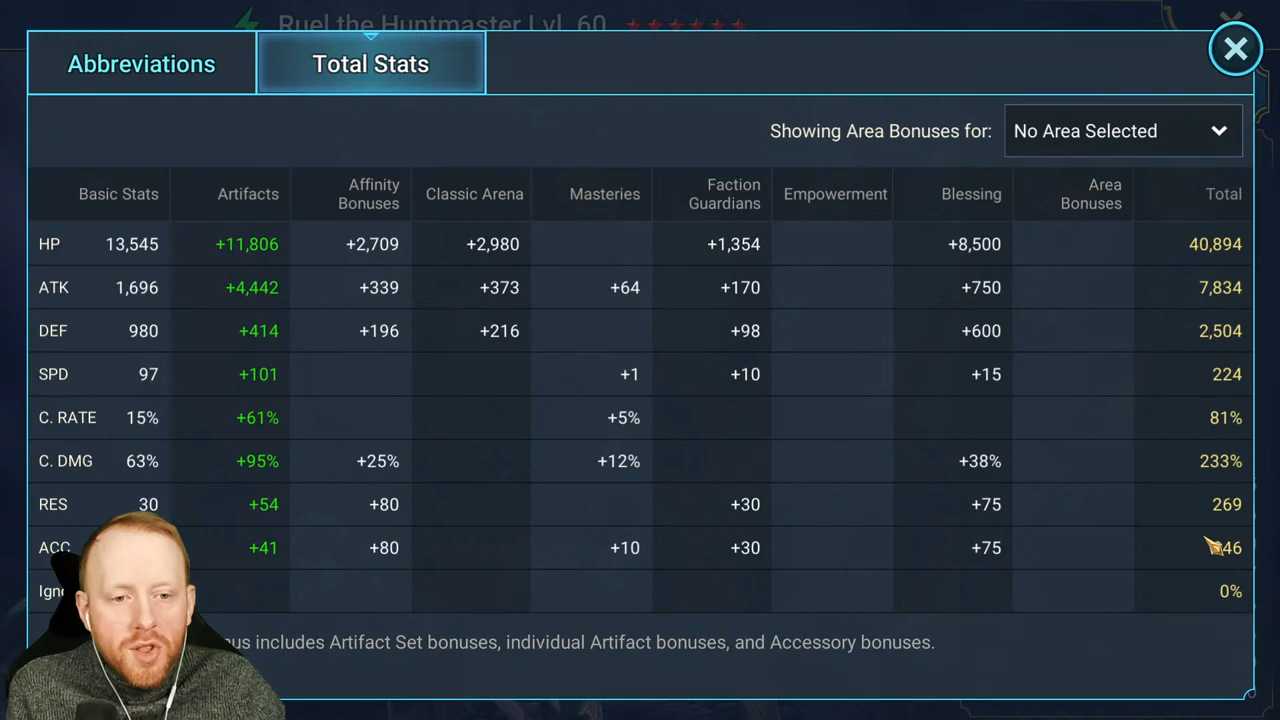 Ruel the Huntmaster Lvl. 60
Abbreviations
Total Stats
Showing Area Bonuses for:
No Area Selected
Basic Stats Artifacts Affinity Bonuses Classic Arena Masteries Faction Guardians Empowerment Blessing Area Bonuses Total
HP 13,545 +11,806 +2,709 +2,980 +1,354 +8,500 40,894
ATK 1,696 +4,442 +339 +373 +64 +170 +750 7,834
DEF 980 +414 +196 +216 +98 +600 2,504
SPD 97 +101 +1 +10 +15 224
C. RATE 15% +61% +5% 81%
C. DMG 63% +95% +25% +12% +38% 233%
RES 30 +54 +80 +30 +75 269
ACC +41 +80 +10 +30 +75
0%
includes Artifact Set bonuses, individual Artifact bonuses, and Accessory bonuses.